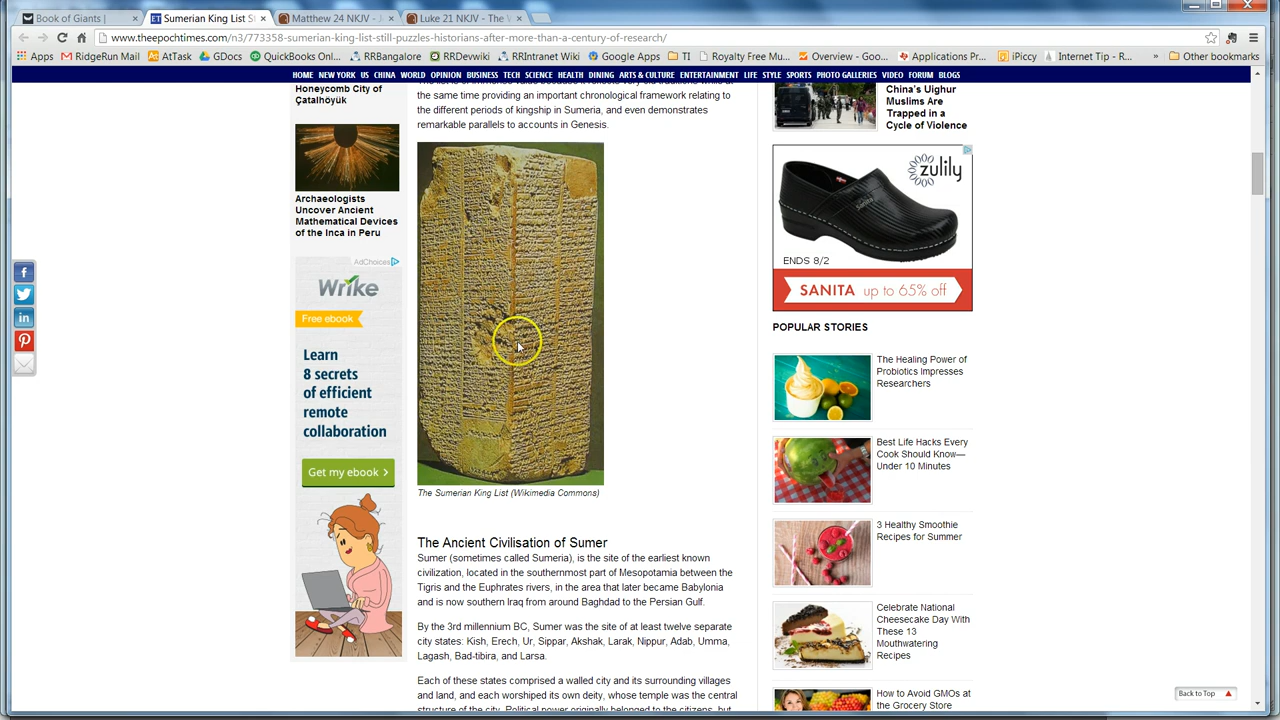 Book of Giants |
Sumerian King List S
Matthew 24 NKJV - J
Luke 21 NKJV - The V
www.theepochtimes.com/n3/773358-sumerian-king-list-still-puzzles-historians-after-more-than-a-century-of-research/
Apps
RidgeRun Mail
AtTask
GDocs
QuickBooks Onl...
RRBangalore
RRDevwiki
RRIntranet Wiki
Google Apps
TI
Royalty Free Mu...
Overview - Goo...
Applications Pr...
iPiccy
Internet Tip - R...
»
Other bookmarks
HOME NEW YORK US CHINA WORLD OPINION BUSINESS TECH SCIENCE HEALTH DINING ARTS & CULTURE ENTERTAINMENT LIFE STYLE SPORTS PHOTO GALLERIES VIDEO FORUM BLOGS
Honeycomb City of
Çatalhöyük
Archaeologists
Uncover Ancient
Mathematical Devices
of the Inca in Peru
AdChoices
Wrike
Free ebook
Learn
8 secrets
of efficient
remote
collaboration
Get my ebook >
the same time providing an important chronological framework relating to
the different periods of kingship in Sumeria, and even demonstrates
remarkable parallels to accounts in Genesis.
The Sumerian King List (Wikimedia Commons)
The Ancient Civilisation of Sumer
Sumer (sometimes called Sumeria), is the site of the earliest known
civilization, located in the southernmost part of Mesopotamia between the
Tigris and the Euphrates rivers, in the area that later became Babylonia
and is now southern Iraq from around Baghdad to the Persian Gulf.
By the 3rd millennium BC, Sumer was the site of at least twelve separate
city states: Kish, Erech, Ur, Sippar, Akshak, Larak, Nippur, Adab, Umma,
Lagash, Bad-tibira, and Larsa.
Each of these states comprised a walled city and its surrounding villages
and land, and each worshiped its own deity, whose temple was the central
structure of the city. Political power originally belonged to the citizens, but
China's Uighur
Muslims Are
Trapped in a
Cycle of Violence
zulily
Sanita
ENDS 8/2
SANITA up to 65% off
POPULAR STORIES
The Healing Power of
Probiotics Impresses
Researchers
Best Life Hacks Every
Cook Should Know—
Under 10 Minutes
3 Healthy Smoothie
Recipes for Summer
Celebrate National
Cheesecake Day With
These 13
Mouthwatering
Recipes
How to Avoid GMOs at
the Grocery Store
Back to Top